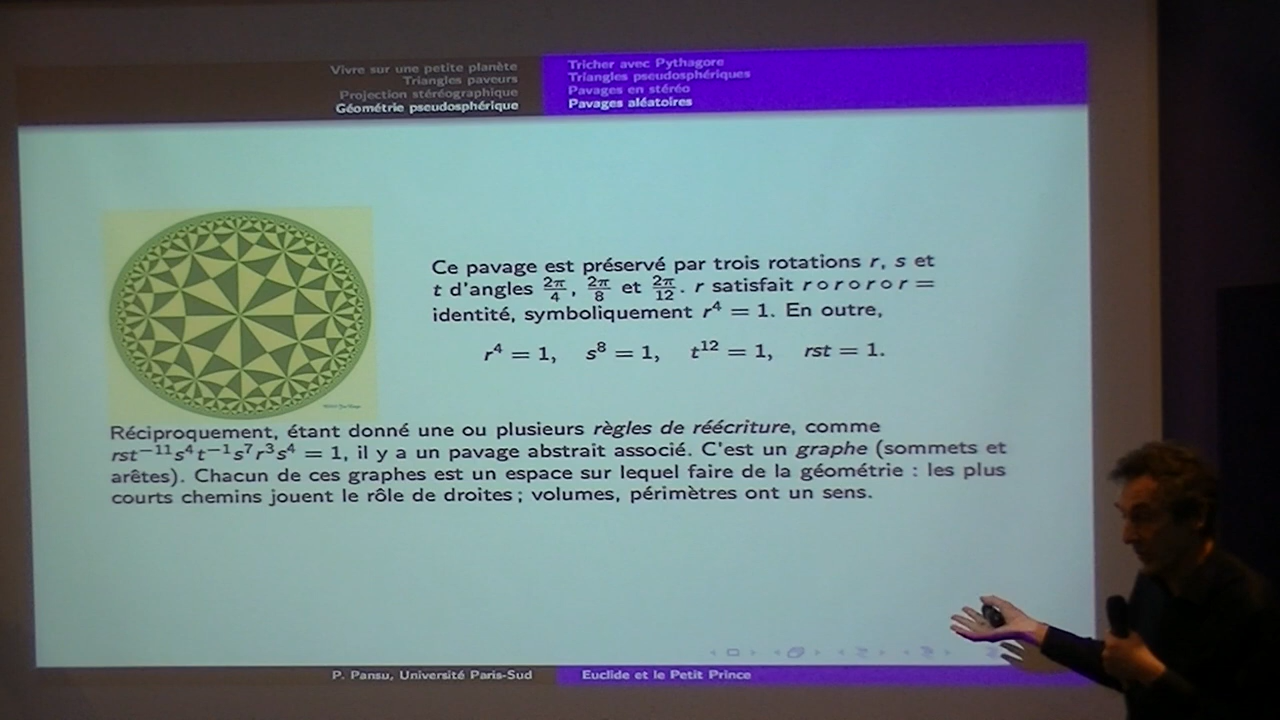 Vivre sur une petite planète
Triangles paveurs
Projection stéréographique
Géométrie pseudosphérique
Tricher avec Pythagore
Triangles pseudosphériques
Pavages en stéréo
Pavages aléatoires
Ce pavage est préservé par trois rotations r, s et
t d'angles 2π/4, 2π/8 et 2π/12. r satisfait r ∘ r ∘ r ∘ r =
identité, symboliquement r⁴ = 1. En outre,
r⁴ = 1, s⁸ = 1, t¹² = 1, rst = 1.
Réciproquement, étant donné une ou plusieurs règles de réécriture, comme
rst⁻¹¹s⁴t⁻¹s⁷r³s⁴ = 1, il y a un pavage abstrait associé. C'est un graphe (sommets et
arêtes). Chacun de ces graphes est un espace sur lequel faire de la géométrie : les plus
courts chemins jouent le rôle de droites ; volumes, périmètres ont un sens.
P. Pansu, Université Paris-Sud
Euclide et le Petit Prince